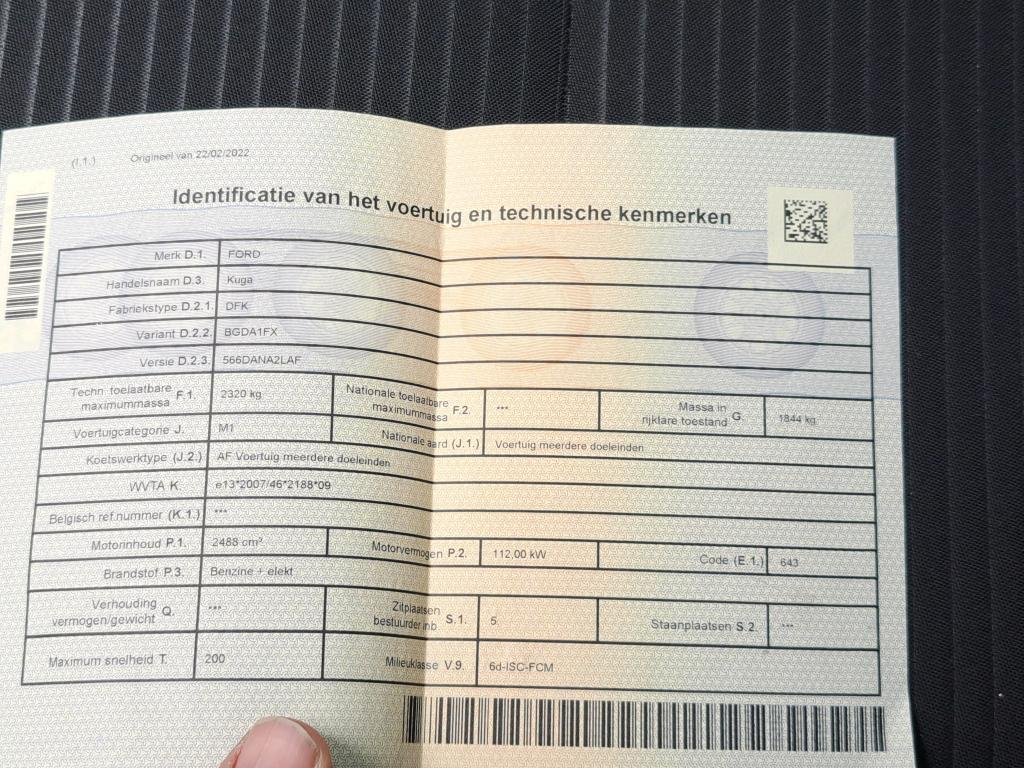 (I.1.) Origineel van 22/02/2022
Identificatie van het voertuig en technische kenmerken
Merk D.1. FORD
Handelsnaam D.3. Kuga
Fabriekstype D.2.1. DFK
Variant D.2.2. BGDA1FX
Versie D.2.3. 566DANA2LAF
Techn. toelaatbare maximummassa F.1. 2320 kg Nationale toelaatbare maximummassa F.2. *** Massa in rijklare toestand G. 1844 kg
Voertuigcategorie J. M1 Nationale aard (J.1.) Voertuig meerdere doeleinden
Koetswerktype (J.2.) AF Voertuig meerdere doeleinden
WVTA K. e13*2007/46*2188*09
Belgisch ref.nummer (K.1.) ***
Motorinhoud P.1. 2488 cm³ Motorvermogen P.2. 112,00 kW Code (E.1.) 643
Brandstof P.3. Benzine + elekt
Verhouding vermogen/gewicht Q. *** Zitplaatsen bestuurder inb S.1. 5 Staanplaatsen S.2. ***
Maximum snelheid T. 200 Milieuklasse V.9. 6d-ISC-FCM